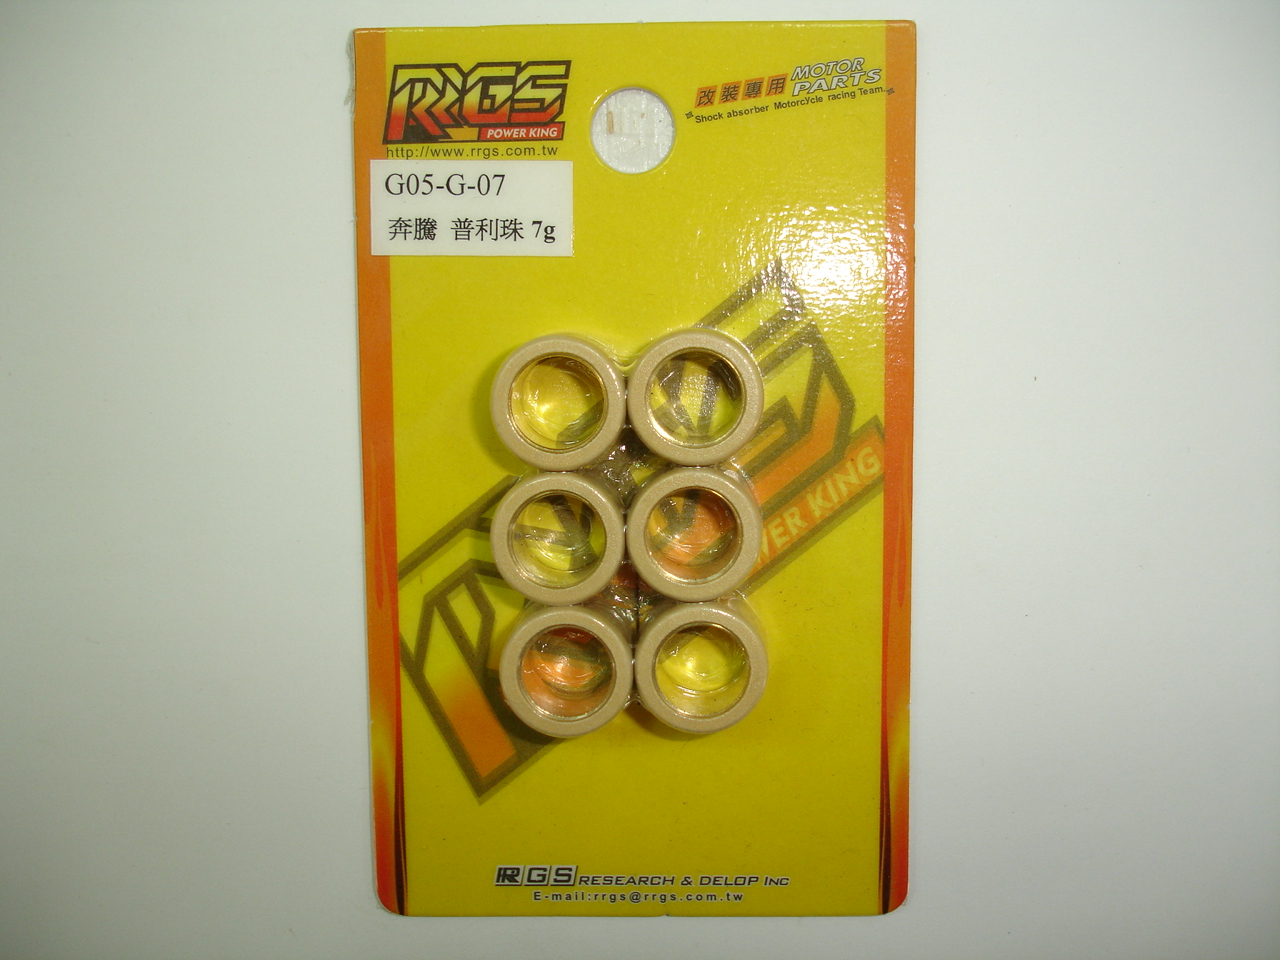 RRGS
POWER KING
http://www.rrgs.com.tw
改裝專用 MOTOR PARTS
Shock absorber Motorcycle racing Team..
G05-G-07
奔騰 普利珠 7g
POWER KING
RRGS RESEARCH & DELOP INC
E-mail:rrgs@rrgs.com.tw